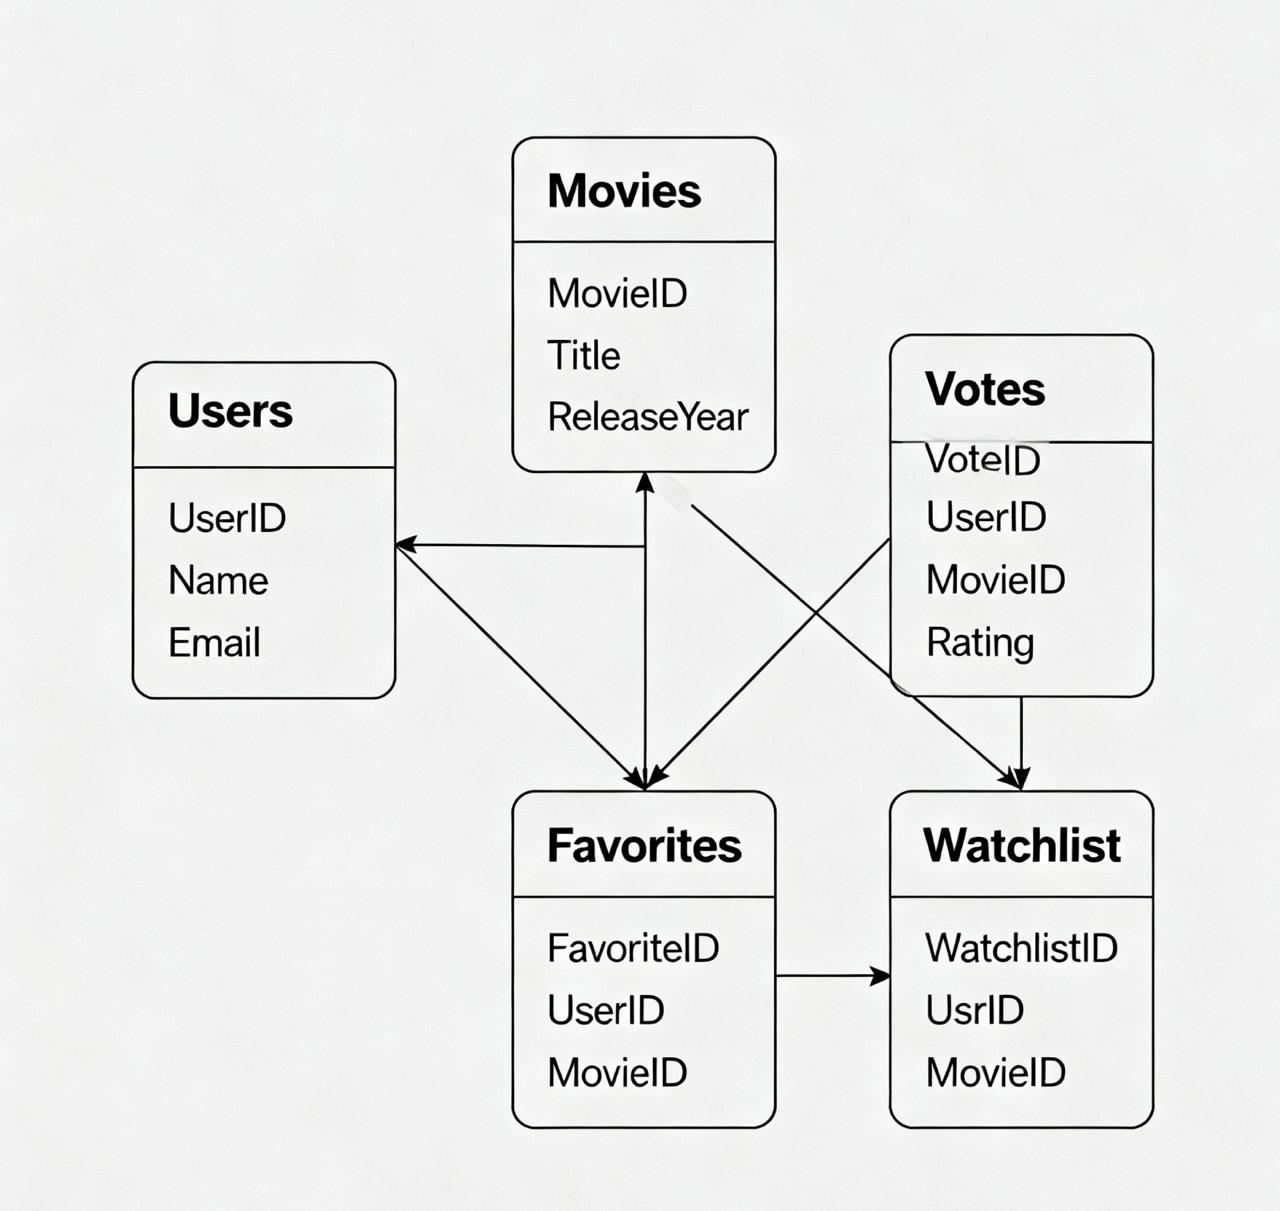 Movies
MovieID
Title
ReleaseYear
Users
UserID
Name
Email
Votes
VoteID
UserID
MovieID
Rating
Favorites
FavoriteID
UserID
MovieID
Watchlist
WatchlistID
UsrID
MovieID